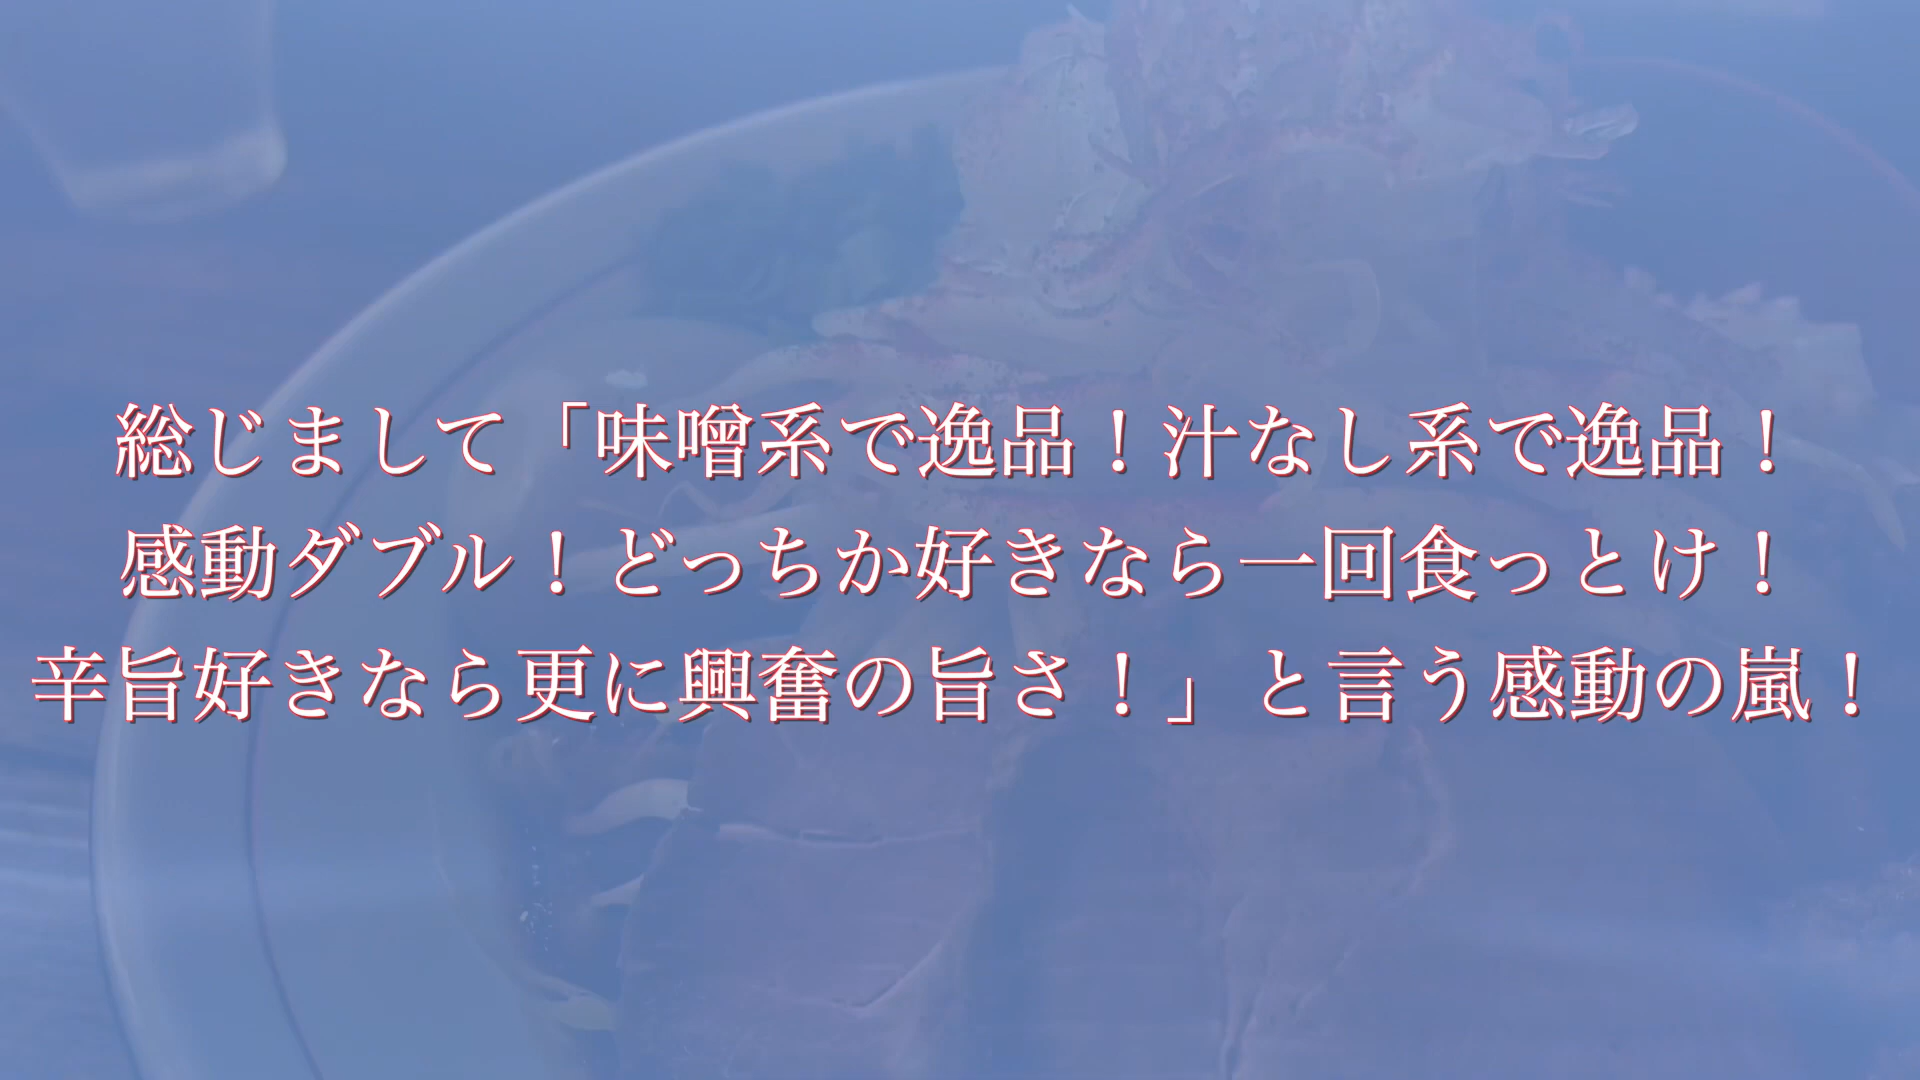 総じまして「味噌系で逸品！汁なし系で逸品！
感動ダブル！どっちか好きなら一回食っとけ！
辛旨好きなら更に興奮の旨さ！」と言う感動の嵐！